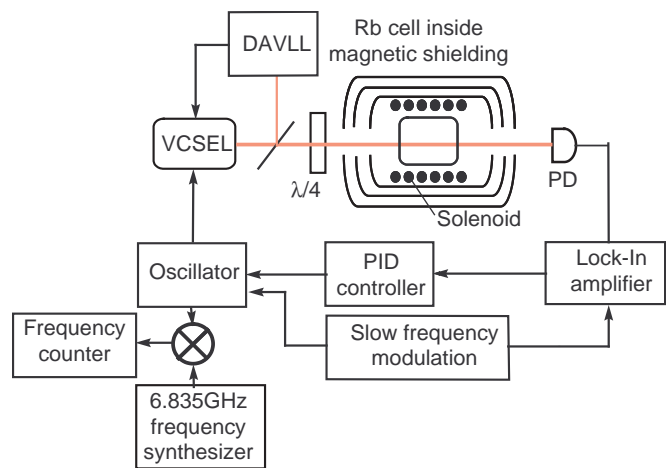 DAVLL
Rb cell inside
magnetic shielding
VCSEL
λ/4
PD
Solenoid
Oscillator
PID
controller
Lock-In
amplifier
Frequency
counter
Slow frequency
modulation
6.835GHz
frequency
synthesizer